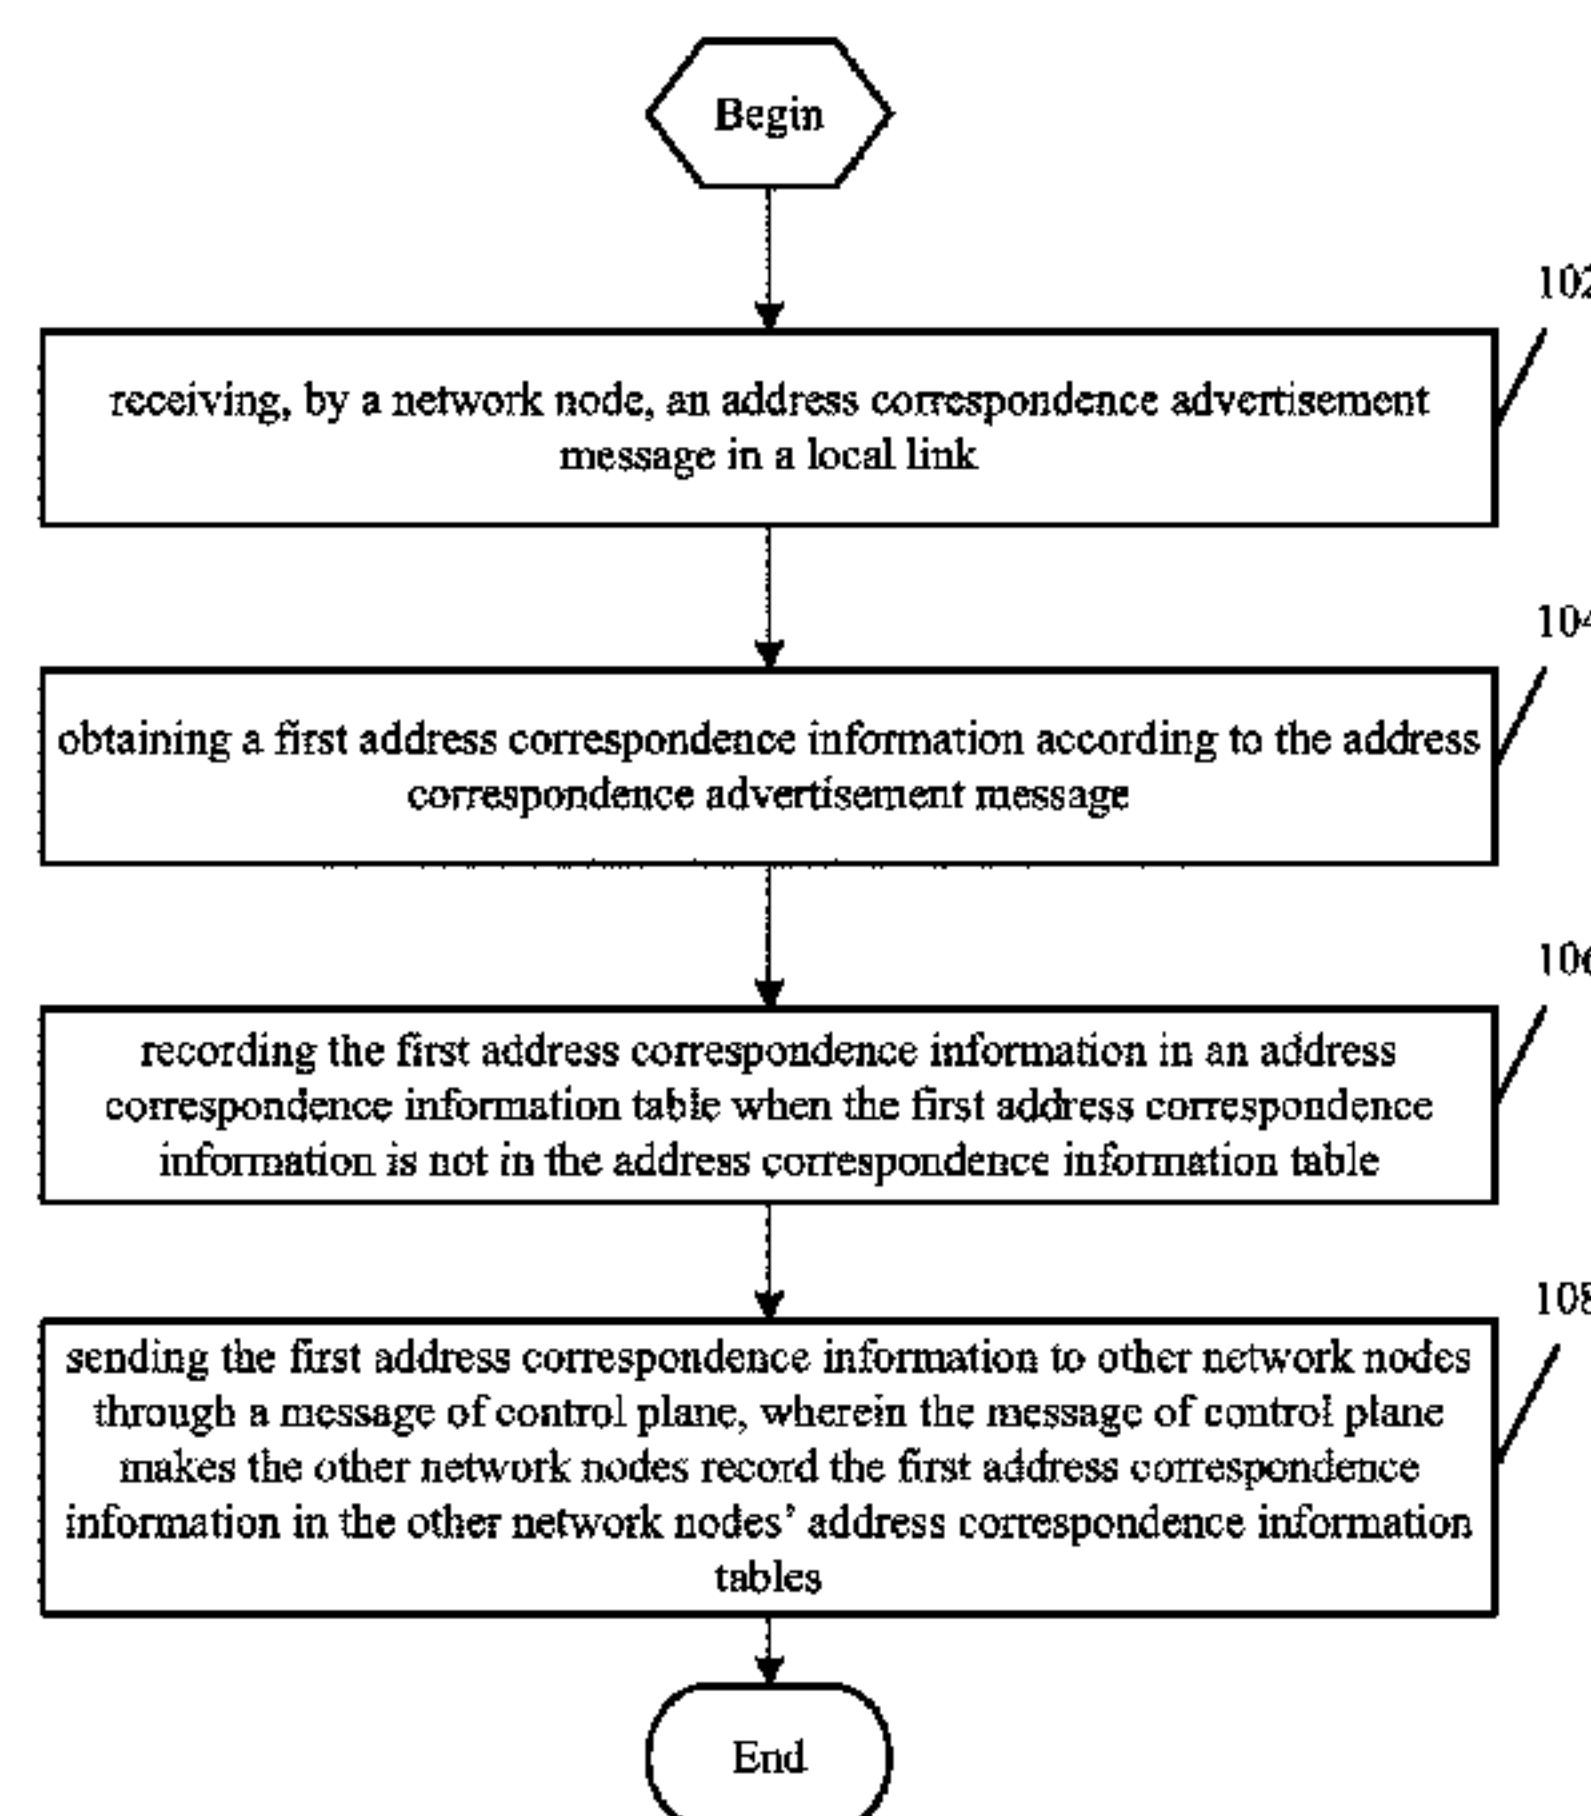 Begin
102
receiving, by a network node, an address correspondence advertisement
message in a local link
104
obtaining a first address correspondence information according to the address
correspondence advertisement message
106
recording the first address correspondence information in an address
correspondence information table when the first address correspondence
information is not in the address correspondence information table
108
sending the first address correspondence information to other network nodes
through a message of control plane, wherein the message of control plane
makes the other network nodes record the first address correspondence
information in the other network nodes' address correspondence information
tables
End